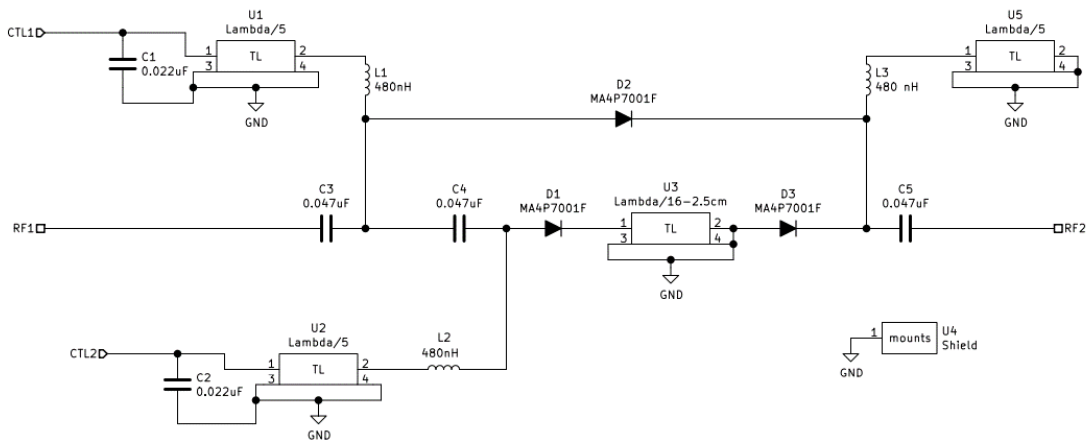 U1
Lambda/5
CTL1
C1
0.022uF
1
TL
2
3
4
GND
L1
480nH
D2
MA4P7001F
U5
Lambda/5
L3
480 nH
1
TL
2
3
4
GND
C3
0.047uF
RF1
C4
0.047uF
D1
MA4P7001F
U3
Lambda/16-2.5cm
1
TL
2
3
4
GND
D3
MA4P7001F
C5
0.047uF
RF2
U2
Lambda/5
CTL2
C2
0.022uF
1
TL
2
3
4
GND
L2
480nH
1
mounts
U4
Shield
GND